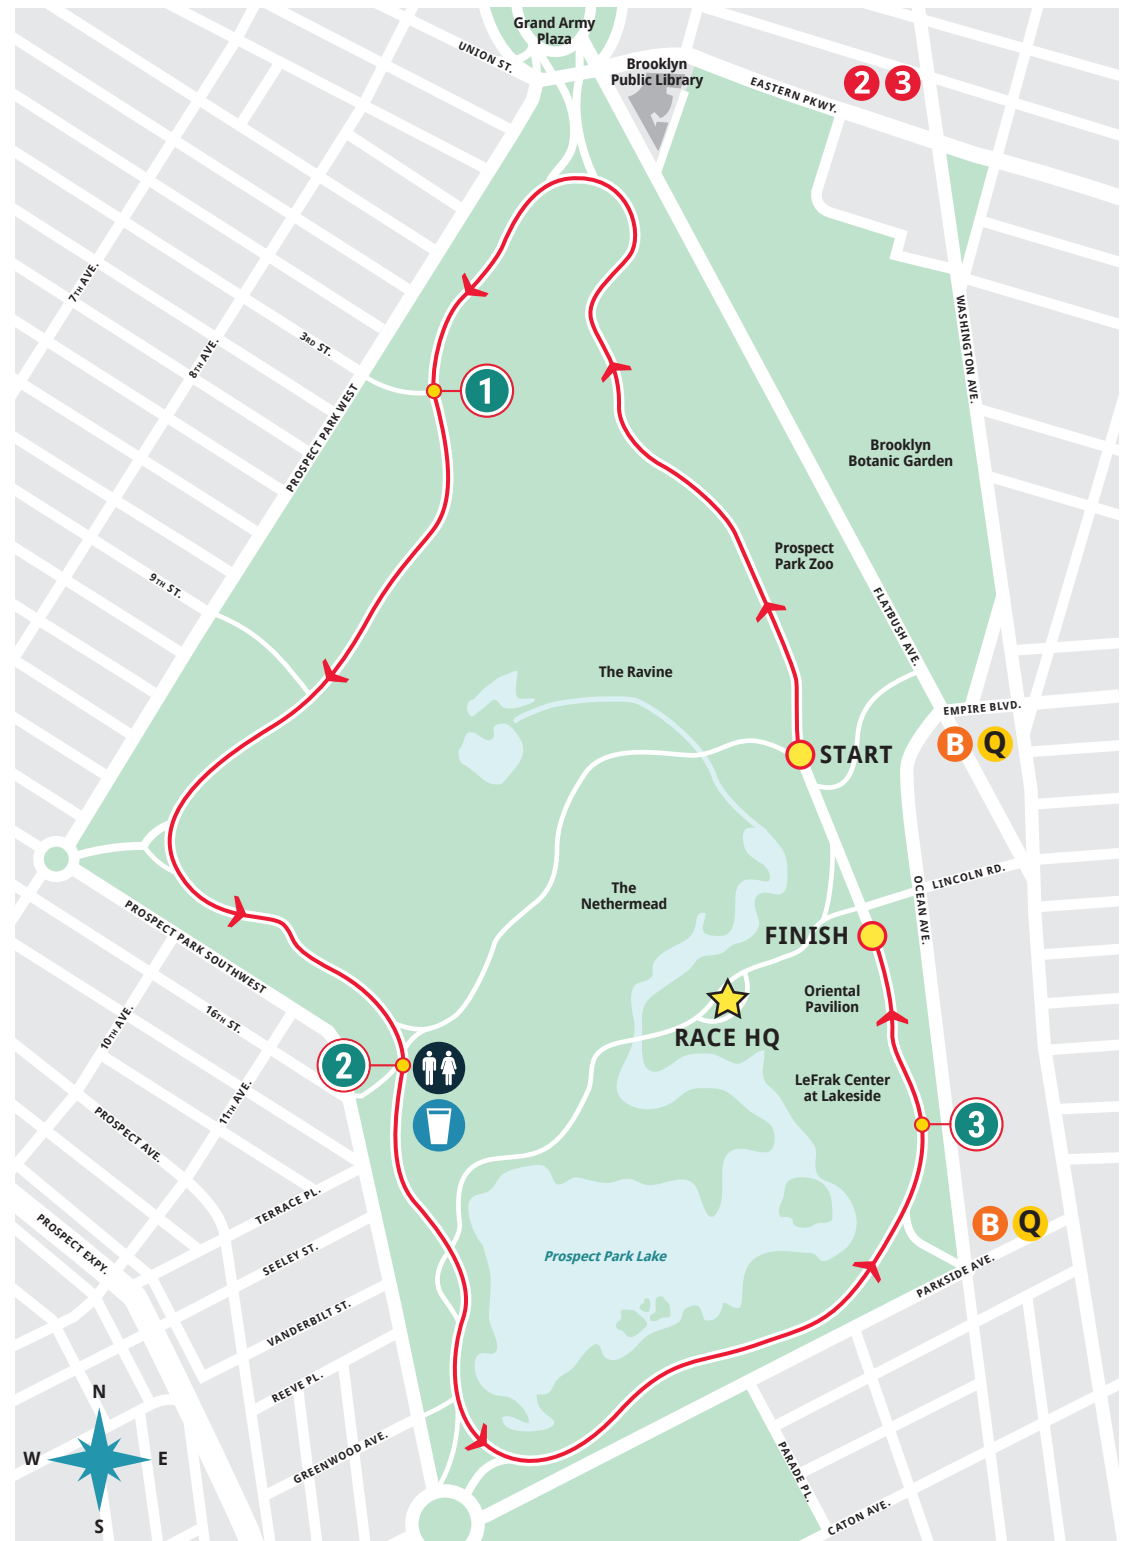 Grand Army
Plaza
UNION ST.
Brooklyn
Public Library
EASTERN PKWY.
2 3
7TH AVE.
8TH AVE.
3RD ST.
PROSPECT PARK WEST
1
WASHINGTON AVE.
Brooklyn
Botanic Garden
Prospect
Park Zoo
9TH ST.
FLATBUSH AVE.
The Ravine
EMPIRE BLVD.
B Q
START
LINCOLN RD.
OCEAN AVE.
The
Nethermead
FINISH
PROSPECT PARK SOUTHWEST
Oriental
Pavilion
RACE HQ
10TH AVE.
16TH ST.
2
LeFrak Center
at Lakeside
11TH AVE.
PROSPECT AVE.
3
TERRACE PL.
B Q
PROSPECT EXPY.
SEELEY ST.
Prospect Park Lake
PARKSIDE AVE.
VANDERBILT ST.
REEVE PL.
N
W E
S
GREENWOOD AVE.
PARADE PL.
CATON AVE.